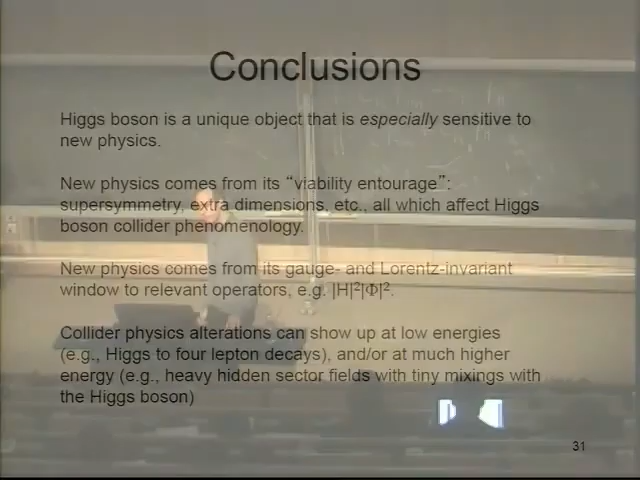 Conclusions
Higgs boson is a unique object that is especially sensitive to
new physics.
New physics comes from its “viability entourage”:
supersymmetry, extra dimensions, etc., all which affect Higgs
boson collider phenomenology.
New physics comes from its gauge- and Lorentz-invariant
window to relevant operators, e.g. |H|²|Φ|².
Collider physics alterations can show up at low energies
(e.g., Higgs to four lepton decays), and/or at much higher
energy (e.g., heavy hidden sector fields with tiny mixings with
the Higgs boson)
31